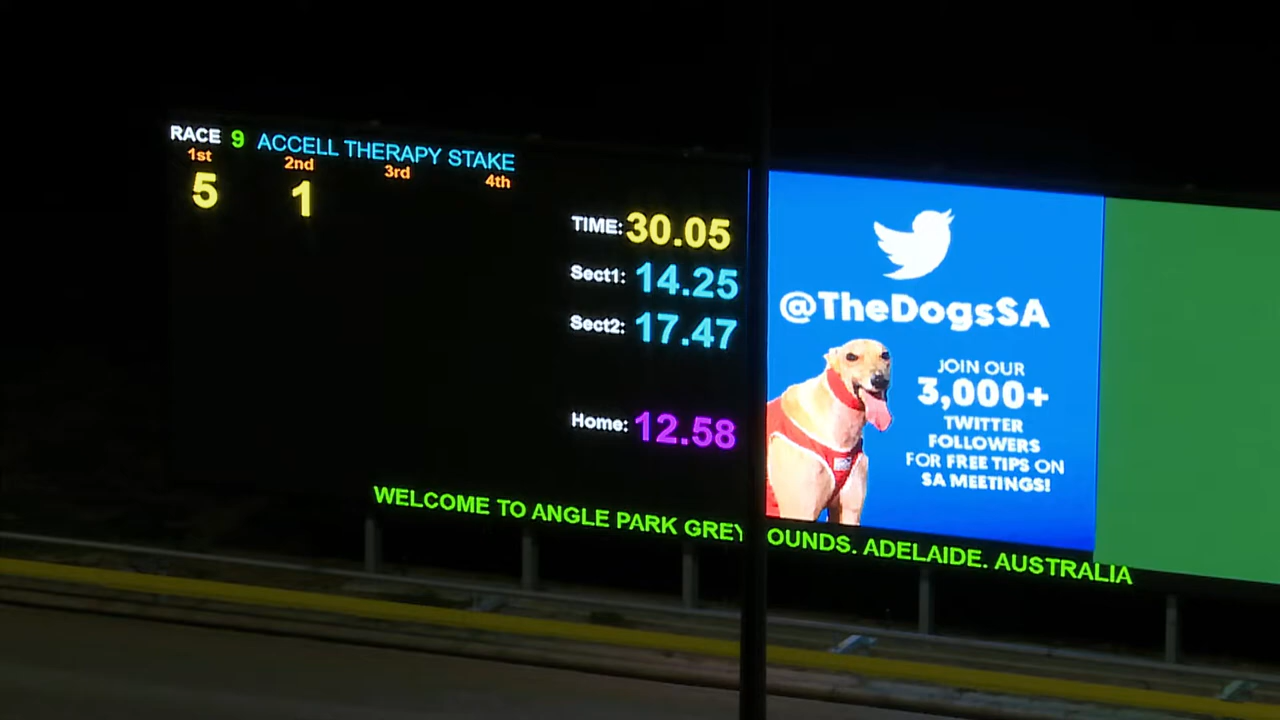 RACE 9 ACCELL THERAPY STAKE
1st 2nd 3rd 4th
5 1
TIME: 30.05
Sect1: 14.25
Sect2: 17.47
Home: 12.58
@TheDogsSA
JOIN OUR
3,000+
TWITTER
FOLLOWERS
FOR FREE TIPS ON
SA MEETINGS!
WELCOME TO ANGLE PARK GREY OUNDS. ADELAIDE. AUSTRALIA